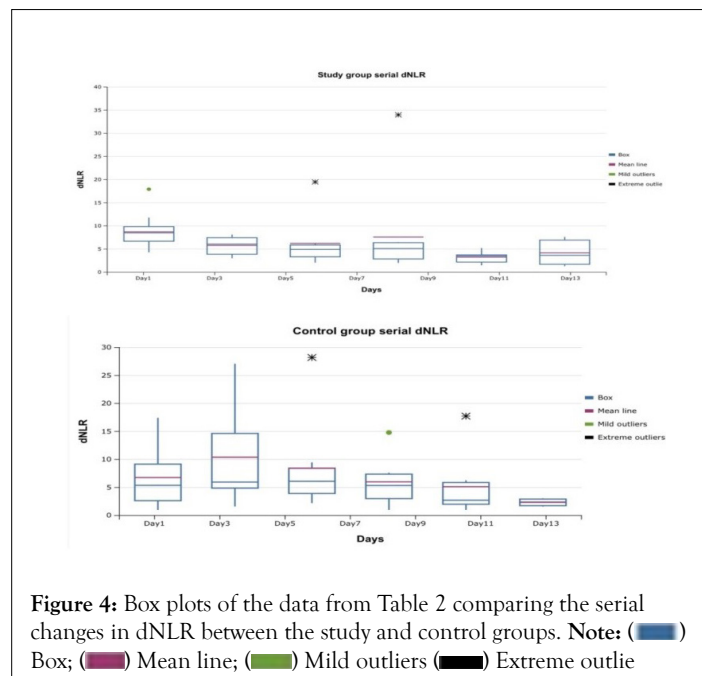 Study group serial dNLR
40
35
30
25
20
15
10
5
0
dNLR
Day1 Day3 Day5 Day7 Day9 Day11 Day13
Days
Box
Mean line
Mild outliers
Extreme outlie
Control group serial dNLR
30
25
20
15
10
5
0
dNLR
Day1 Day3 Day5 Day7 Day9 Day11 Day13
Days
Box
Mean line
Mild outliers
Extreme outliers
Figure 4: Box plots of the data from Table 2 comparing the serial
changes in dNLR between the study and control groups. Note: ( )
Box; ( ) Mean line; ( ) Mild outliers ( ) Extreme outlie